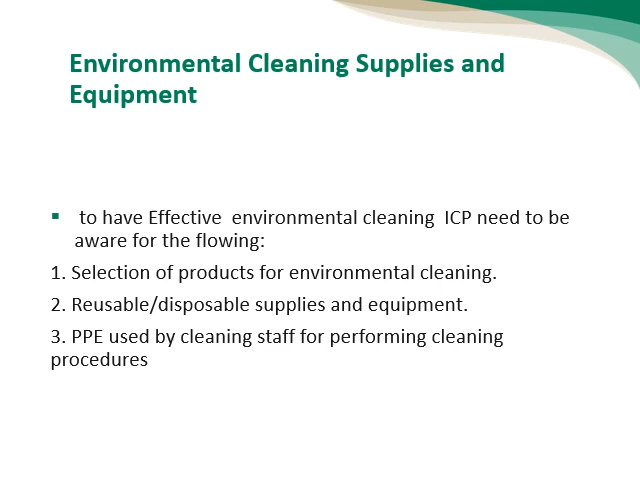 Environmental Cleaning Supplies and
Equipment
▪ to have Effective  environmental cleaning  ICP need to be
aware for the flowing:
1. Selection of products for environmental cleaning.
2. Reusable/disposable supplies and equipment.
3. PPE used by cleaning staff for performing cleaning
procedures